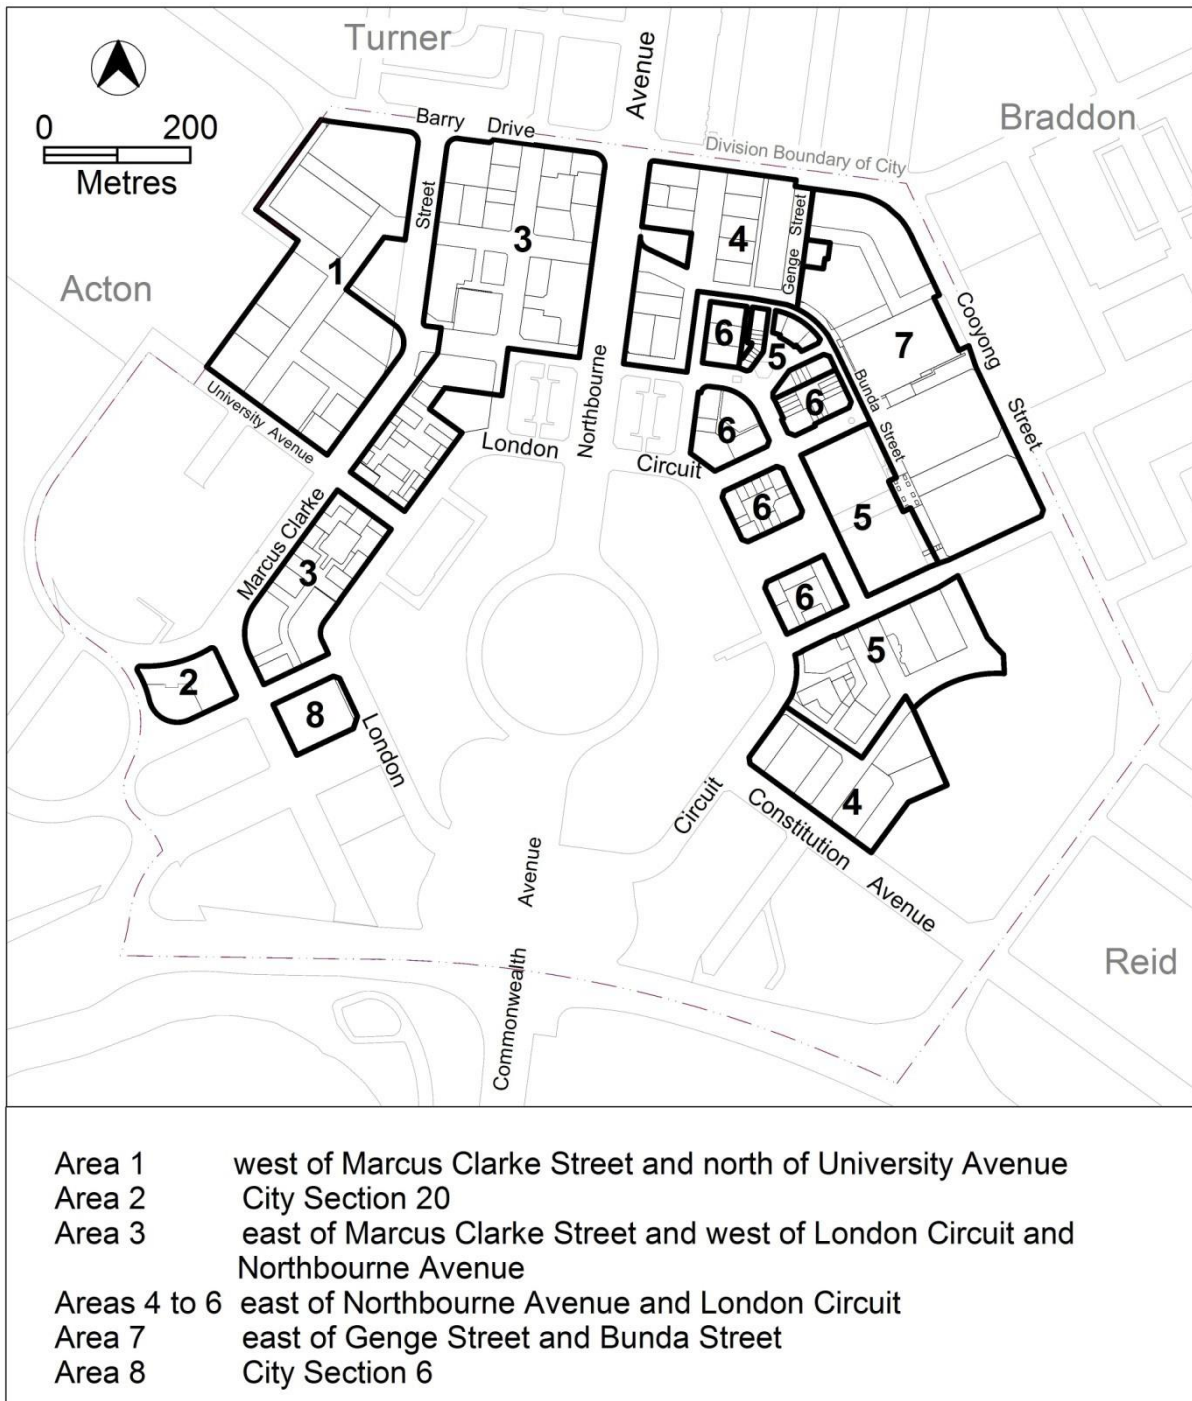 Turner
Avenue
Braddon
0 200
Metres
Barry Drive
Division Boundary of City
Street
Genge Street
3
4
1
Acton
7
Cooyong
Street
6
5
Bunda
Street
6
University Avenue
Northbourne
6
London
Circuit
6
5
Marcus Clarke
3
6
5
2
8
London
Circuit
4
Constitution Avenue
Avenue
Commonwealth
Reid
Area 1 west of Marcus Clarke Street and north of University Avenue
Area 2 City Section 20
Area 3 east of Marcus Clarke Street and west of London Circuit and
Northbourne Avenue
Areas 4 to 6 east of Northbourne Avenue and London Circuit
Area 7 east of Genge Street and Bunda Street
Area 8 City Section 6